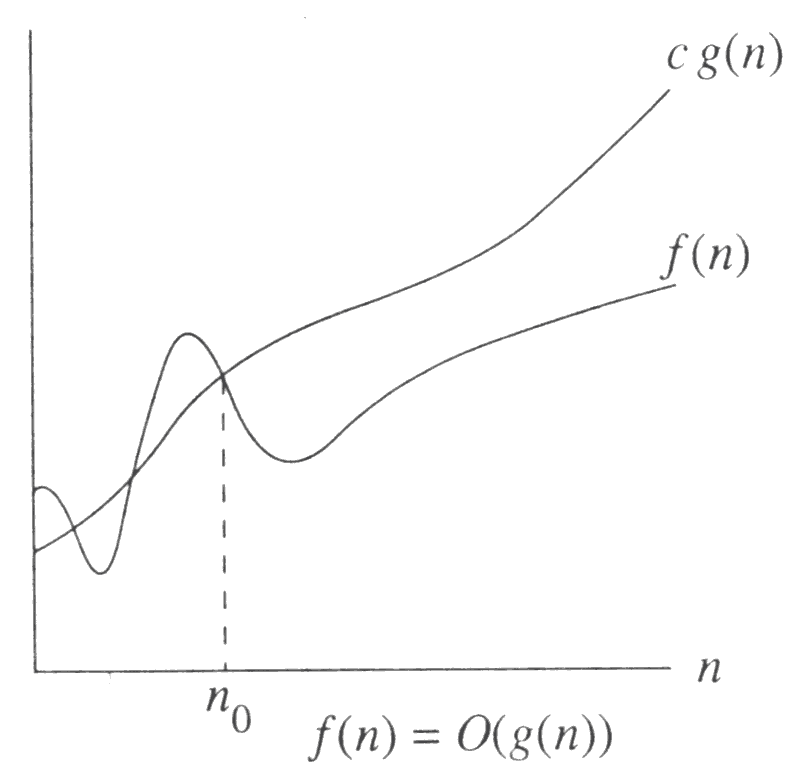 c g(n)
f(n)
n
n₀
f(n) = O(g(n))